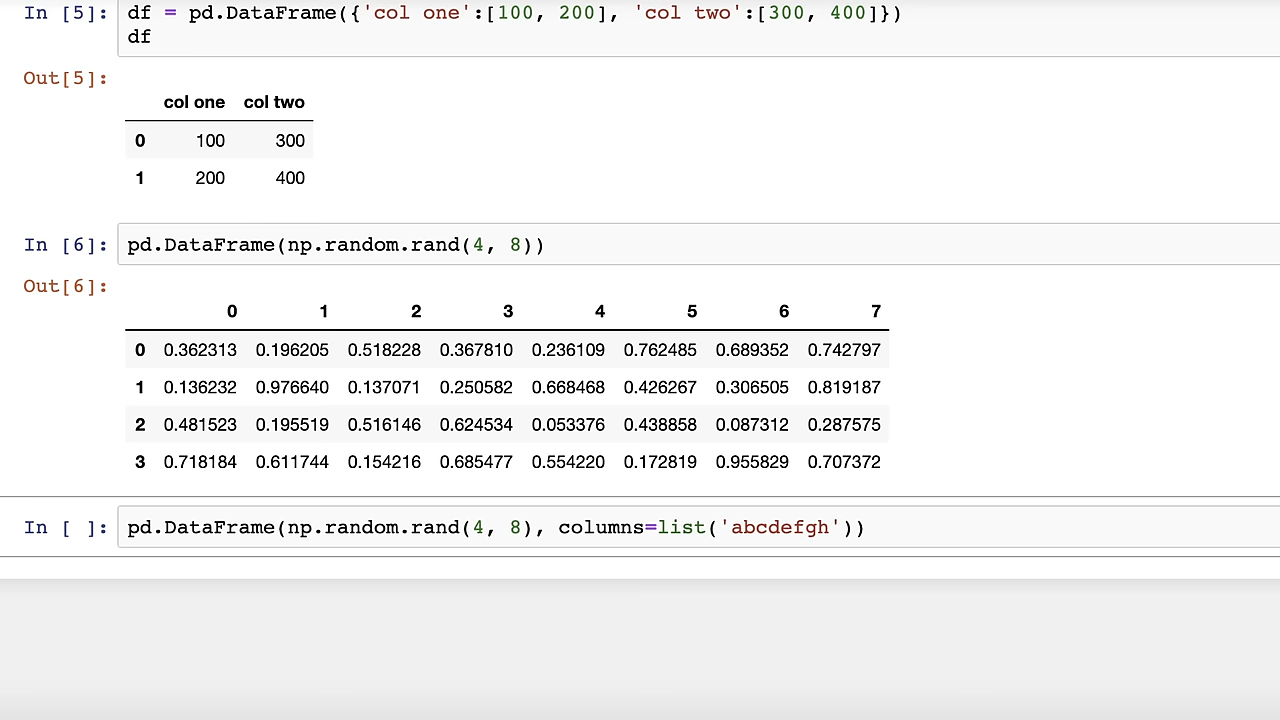 In [5]: df = pd.DataFrame({'col one':[100, 200], 'col two':[300, 400]})
df
Out[5]:
col one col two
0 100 300
1 200 400
In [6]: pd.DataFrame(np.random.rand(4, 8))
Out[6]:
0 1 2 3 4 5 6 7
0 0.362313 0.196205 0.518228 0.367810 0.236109 0.762485 0.689352 0.742797
1 0.136232 0.976640 0.137071 0.250582 0.668468 0.426267 0.306505 0.819187
2 0.481523 0.195519 0.516146 0.624534 0.053376 0.438858 0.087312 0.287575
3 0.718184 0.611744 0.154216 0.685477 0.554220 0.172819 0.955829 0.707372
In [ ]: pd.DataFrame(np.random.rand(4, 8), columns=list('abcdefgh'))